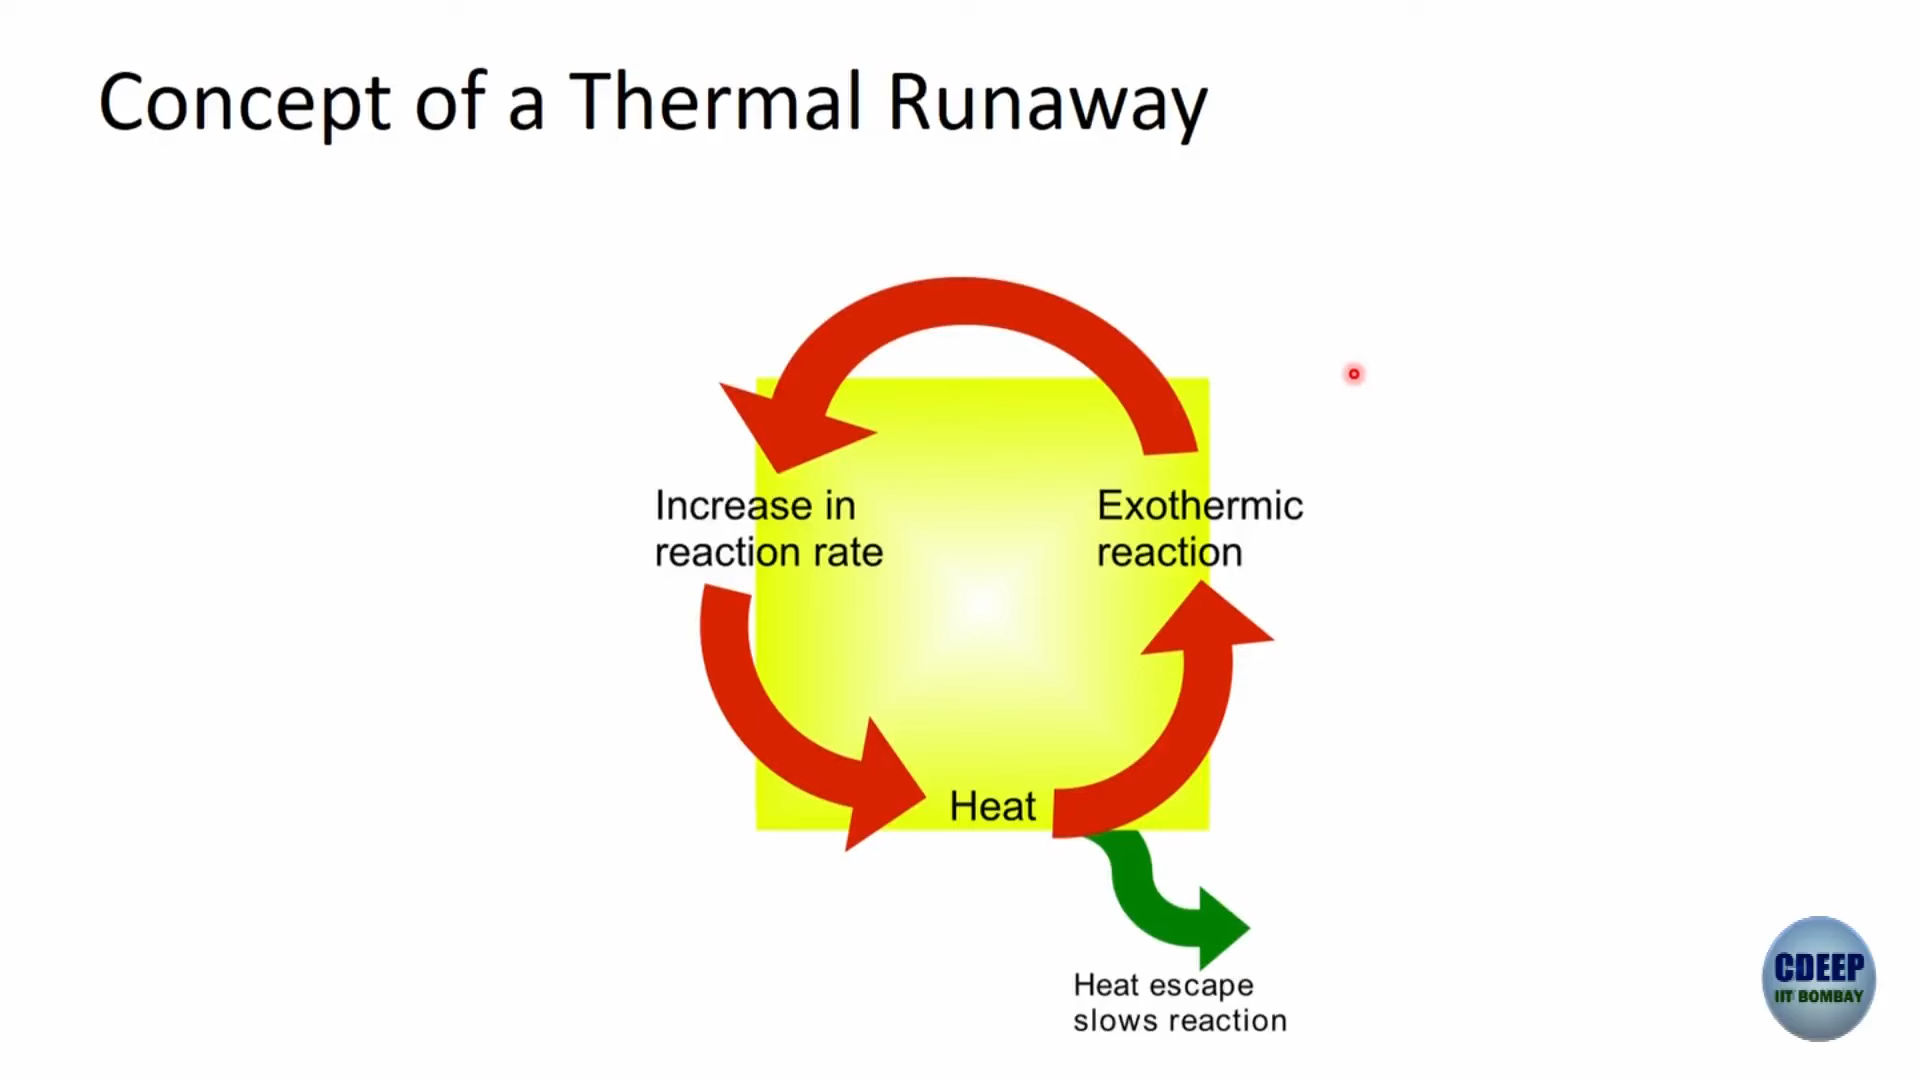 Concept of a Thermal Runaway
Increase in
reaction rate
Exothermic
reaction
Heat
Heat escape
slows reaction
CDEEP
IIT BOMBAY